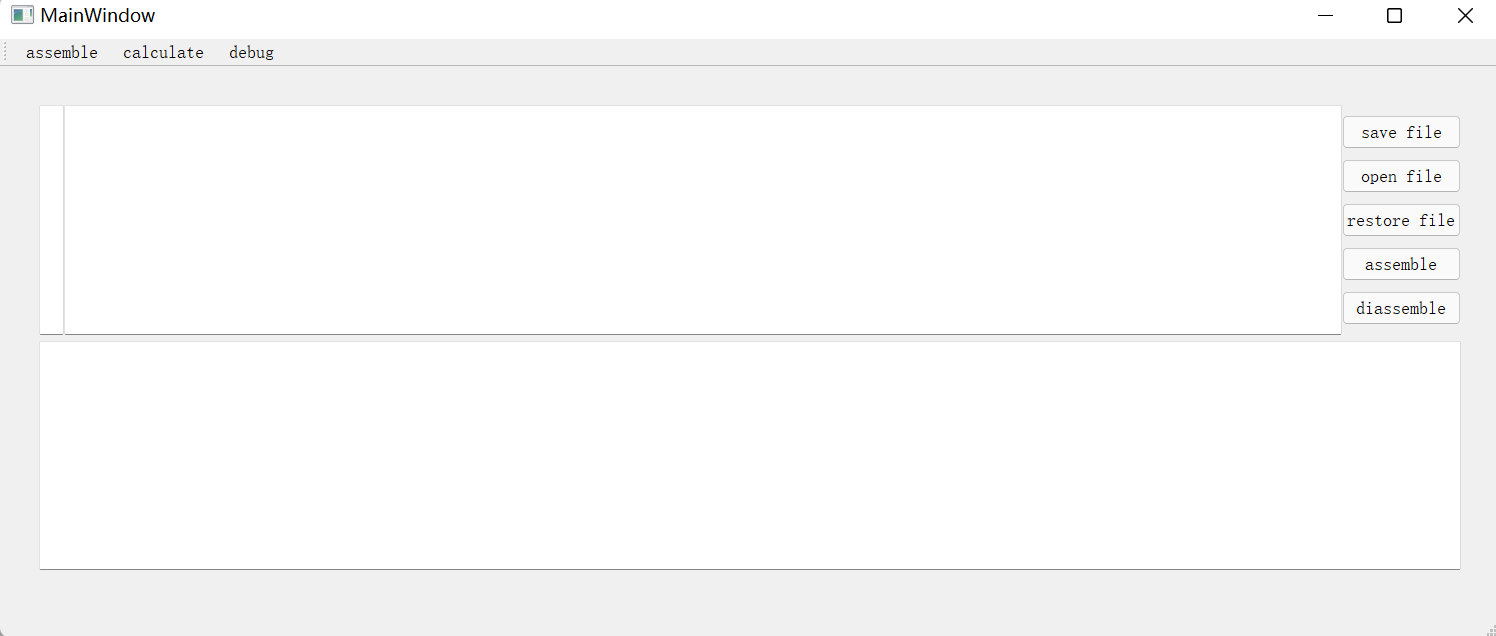 MainWindow
assemble calculate debug
save file
open file
restore file
assemble
diassemble